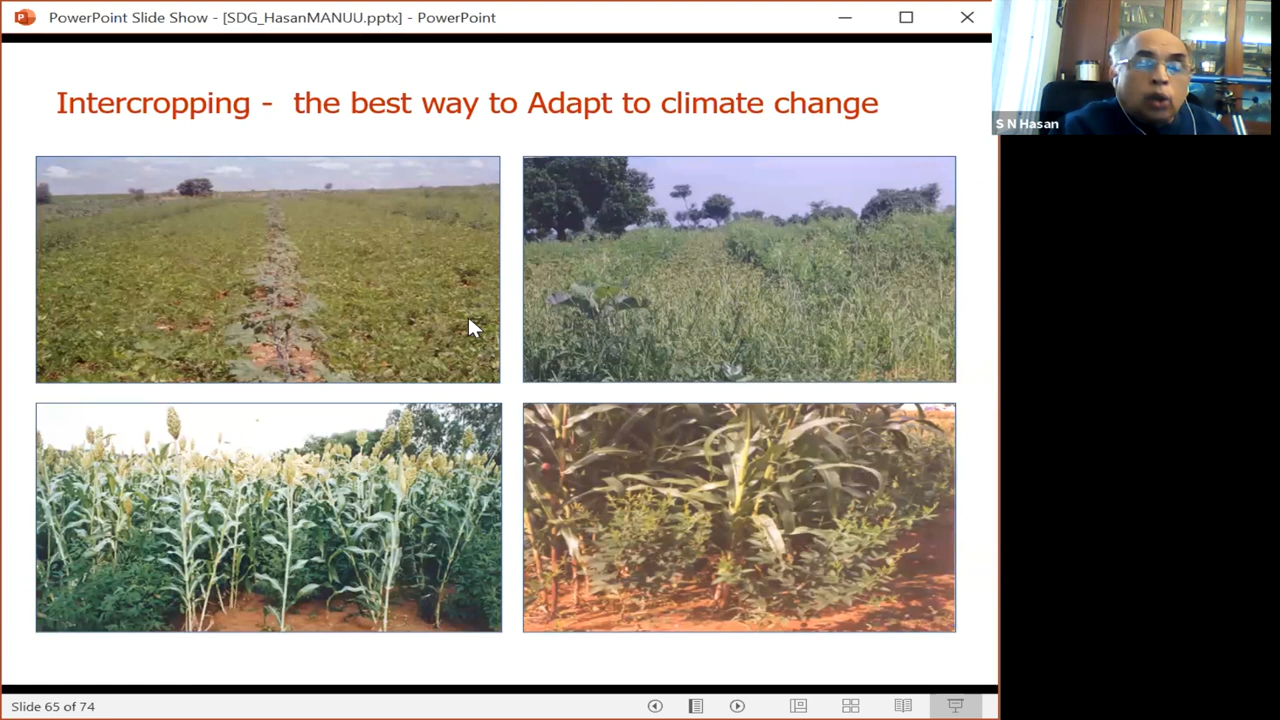 PowerPoint Slide Show - [SDG_HasanMANUU.pptx] - PowerPoint
Intercropping - the best way to Adapt to climate change
S N Hasan
Slide 65 of 74